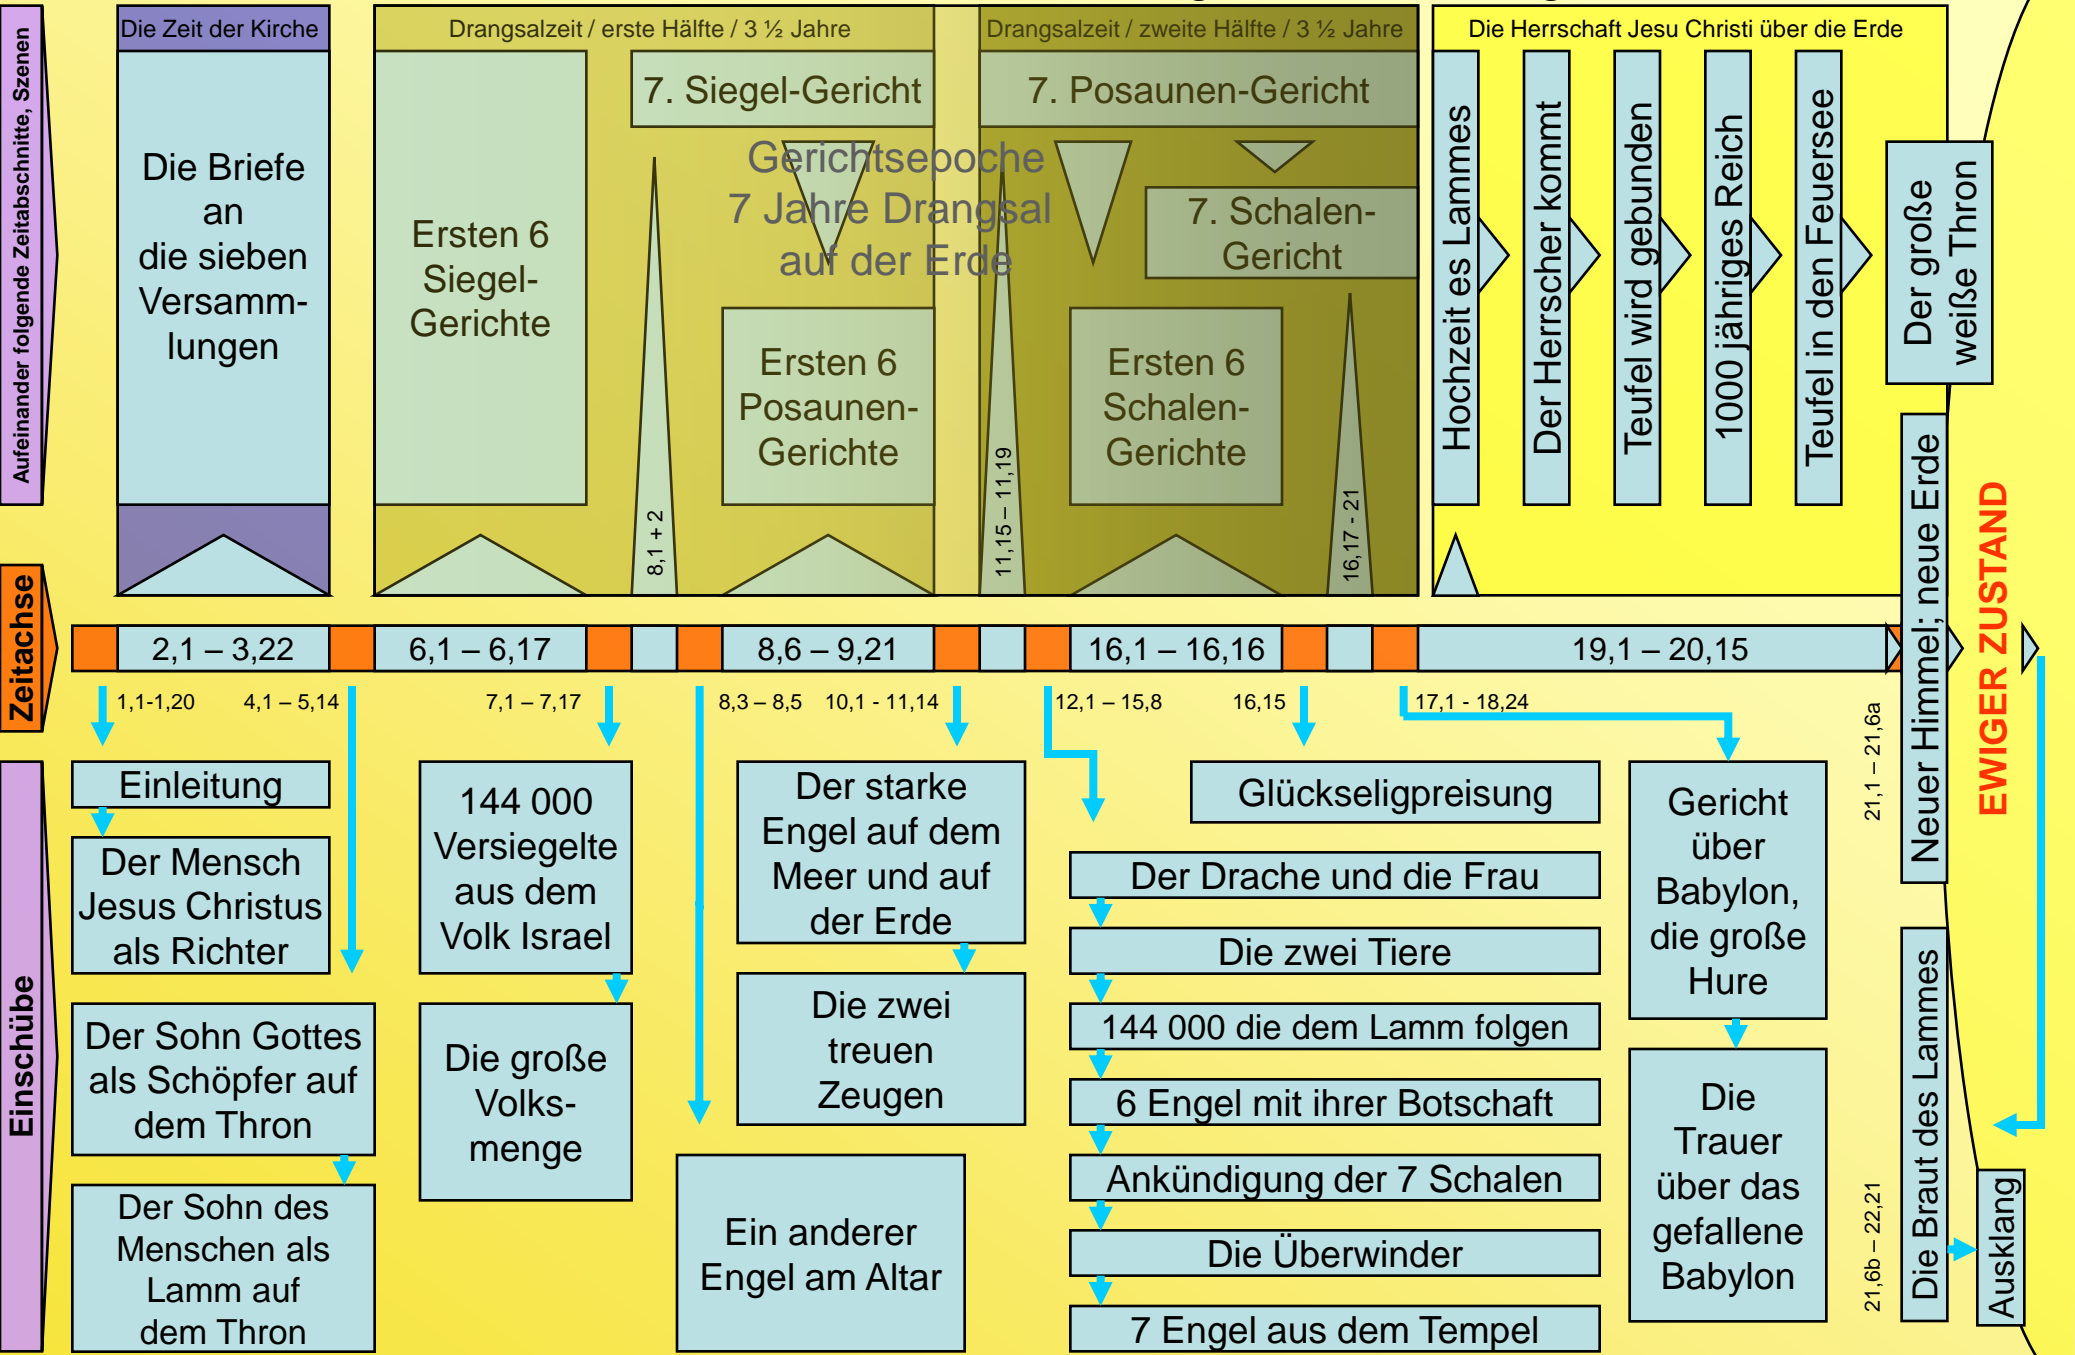 Aufeinander folgende Zeitabschnitte, Szenen
Die Zeit der Kirche
Die Briefe
an
die sieben
Versamm-
lungen
Drangsalzeit / erste Hälfte / 3 ½ Jahre
Drangsalzeit / zweite Hälfte / 3 ½ Jahre
Ersten 6
Siegel-
Gerichte
7. Siegel-Gericht
8,1 + 2
Gerichtsepoche
7 Jahre Drangsal
auf der Erde
Ersten 6
Posaunen-
Gerichte
7. Posaunen-Gericht
11,15 – 11,19
Ersten 6
Schalen-
Gerichte
7. Schalen-
Gericht
16,17 - 21
Die Herrschaft Jesu Christi über die Erde
Hochzeit es Lammes
Der Herrscher kommt
Teufel wird gebunden
1000 jähriges Reich
Teufel in den Feuersee
Der große
weiße Thron
Neuer Himmel; neue Erde
EWIGER ZUSTAND
Zeitachse
2,1 – 3,22
6,1 – 6,17
8,6 – 9,21
16,1 – 16,16
19,1 – 20,15
1,1-1,20
4,1 – 5,14
7,1 – 7,17
8,3 – 8,5
10,1 - 11,14
12,1 – 15,8
16,15
17,1 - 18,24
21,1 – 21,6a
Einschübe
Einleitung
Der Mensch
Jesus Christus
als Richter
Der Sohn Gottes
als Schöpfer auf
dem Thron
Der Sohn des
Menschen als
Lamm auf
dem Thron
144 000
Versiegelte
aus dem
Volk Israel
Die große
Volks-
menge
Ein anderer
Engel am Altar
Der starke
Engel auf dem
Meer und auf
der Erde
Die zwei
treuen
Zeugen
Glückseligpreisung
Der Drache und die Frau
Die zwei Tiere
144 000 die dem Lamm folgen
6 Engel mit ihrer Botschaft
Ankündigung der 7 Schalen
Die Überwinder
7 Engel aus dem Tempel
Gericht
über
Babylon,
die große
Hure
Die
Trauer
über das
gefallene
Babylon
21,6b – 22,21
Die Braut des Lammes
Ausklang